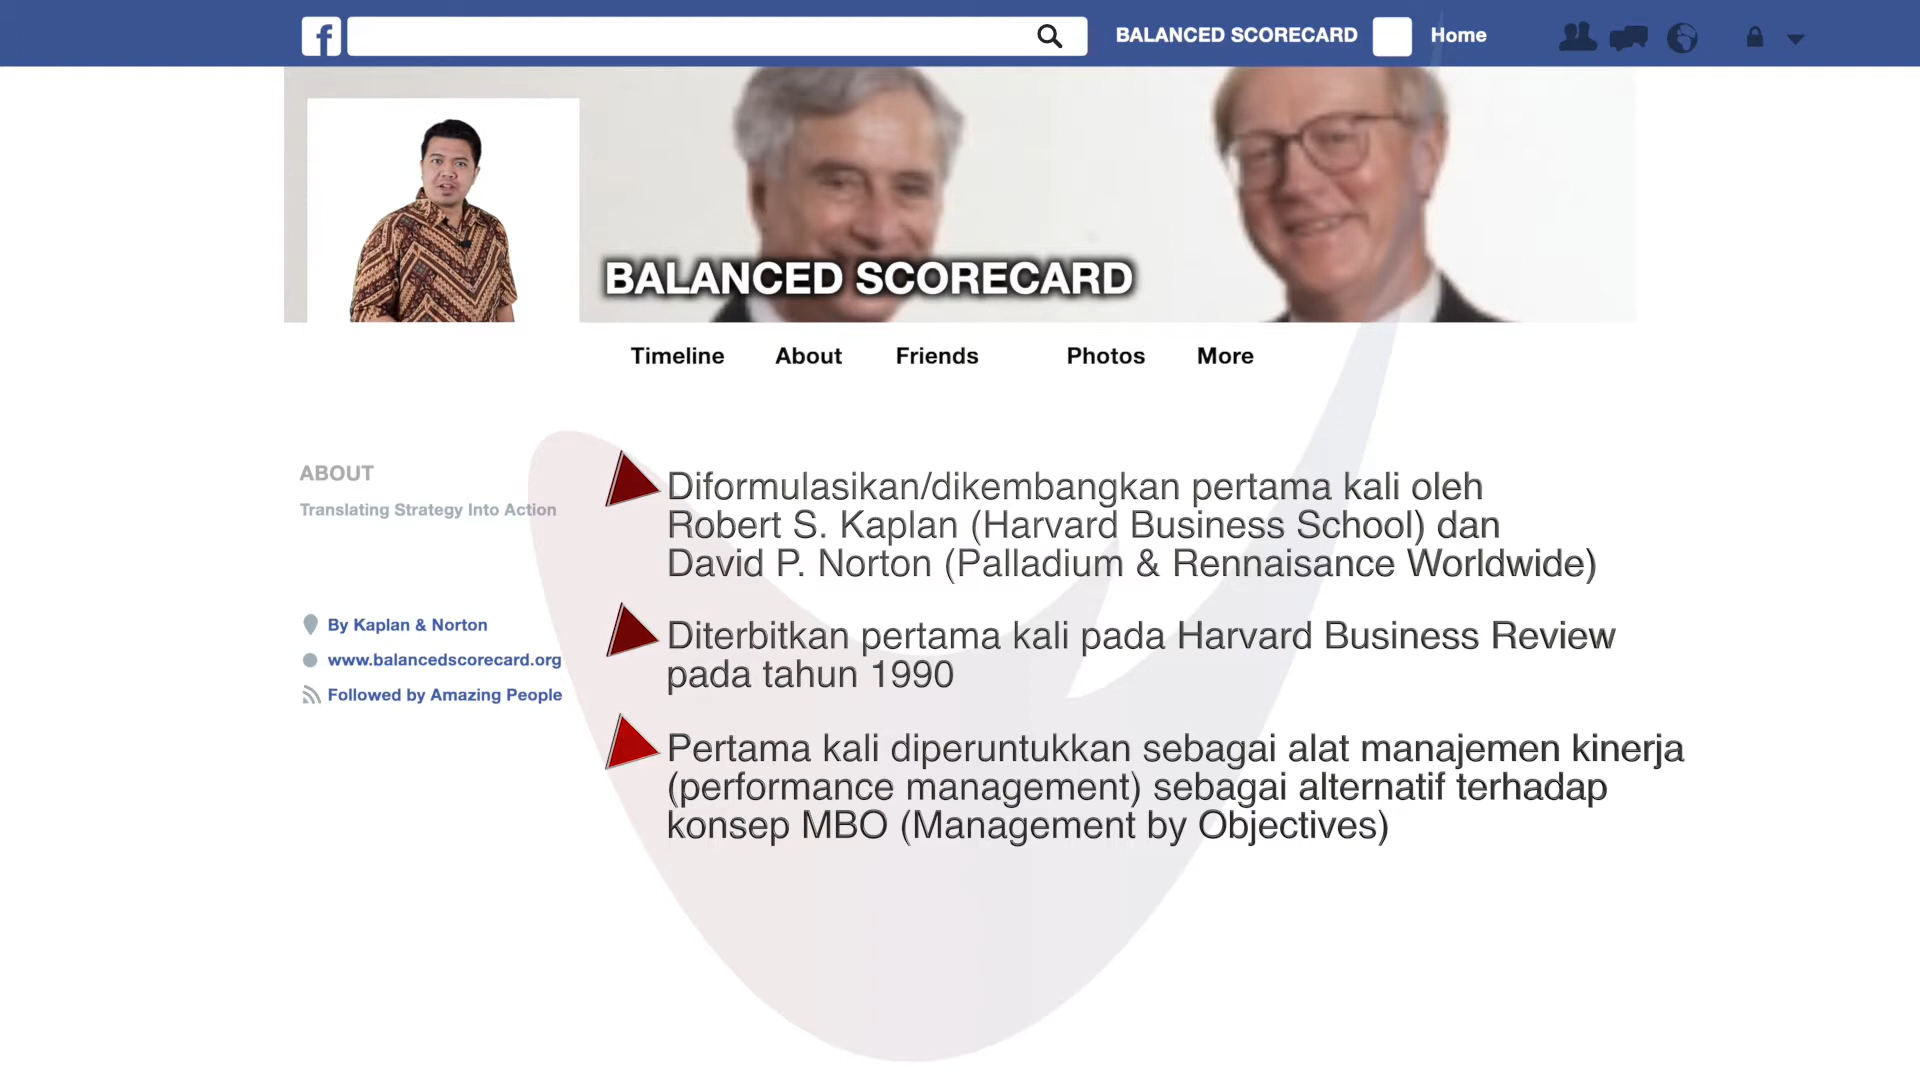 f
BALANCED SCORECARD
Home
BALANCED SCORECARD
Timeline
About
Friends
Photos
More
ABOUT
Translating Strategy Into Action
By Kaplan & Norton
www.balancedscorecard.org
Followed by Amazing People
Diformulasikan/dikembangkan pertama kali oleh
Robert S. Kaplan (Harvard Business School) dan
David P. Norton (Palladium & Rennaisance Worldwide)
Diterbitkan pertama kali pada Harvard Business Review
pada tahun 1990
Pertama kali diperuntukkan sebagai alat manajemen kinerja
(performance management) sebagai alternatif terhadap
konsep MBO (Management by Objectives)